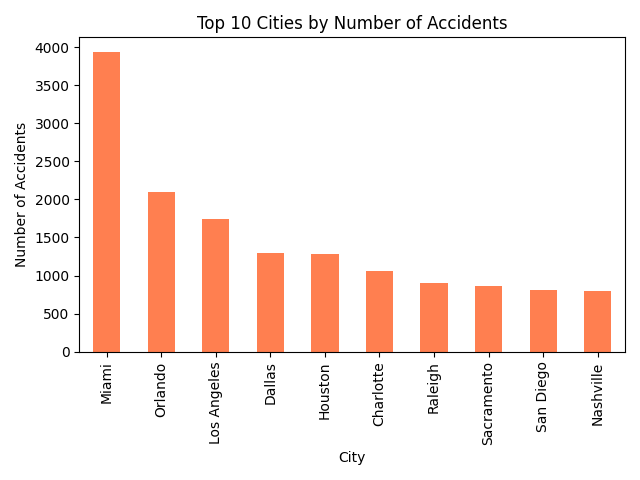 Top 10 Cities by Number of Accidents
Number of Accidents
4000
3500
3000
2500
2000
1500
1000
500
0
Miami
Orlando
Los Angeles
Dallas
Houston
Charlotte
Raleigh
Sacramento
San Diego
Nashville
City